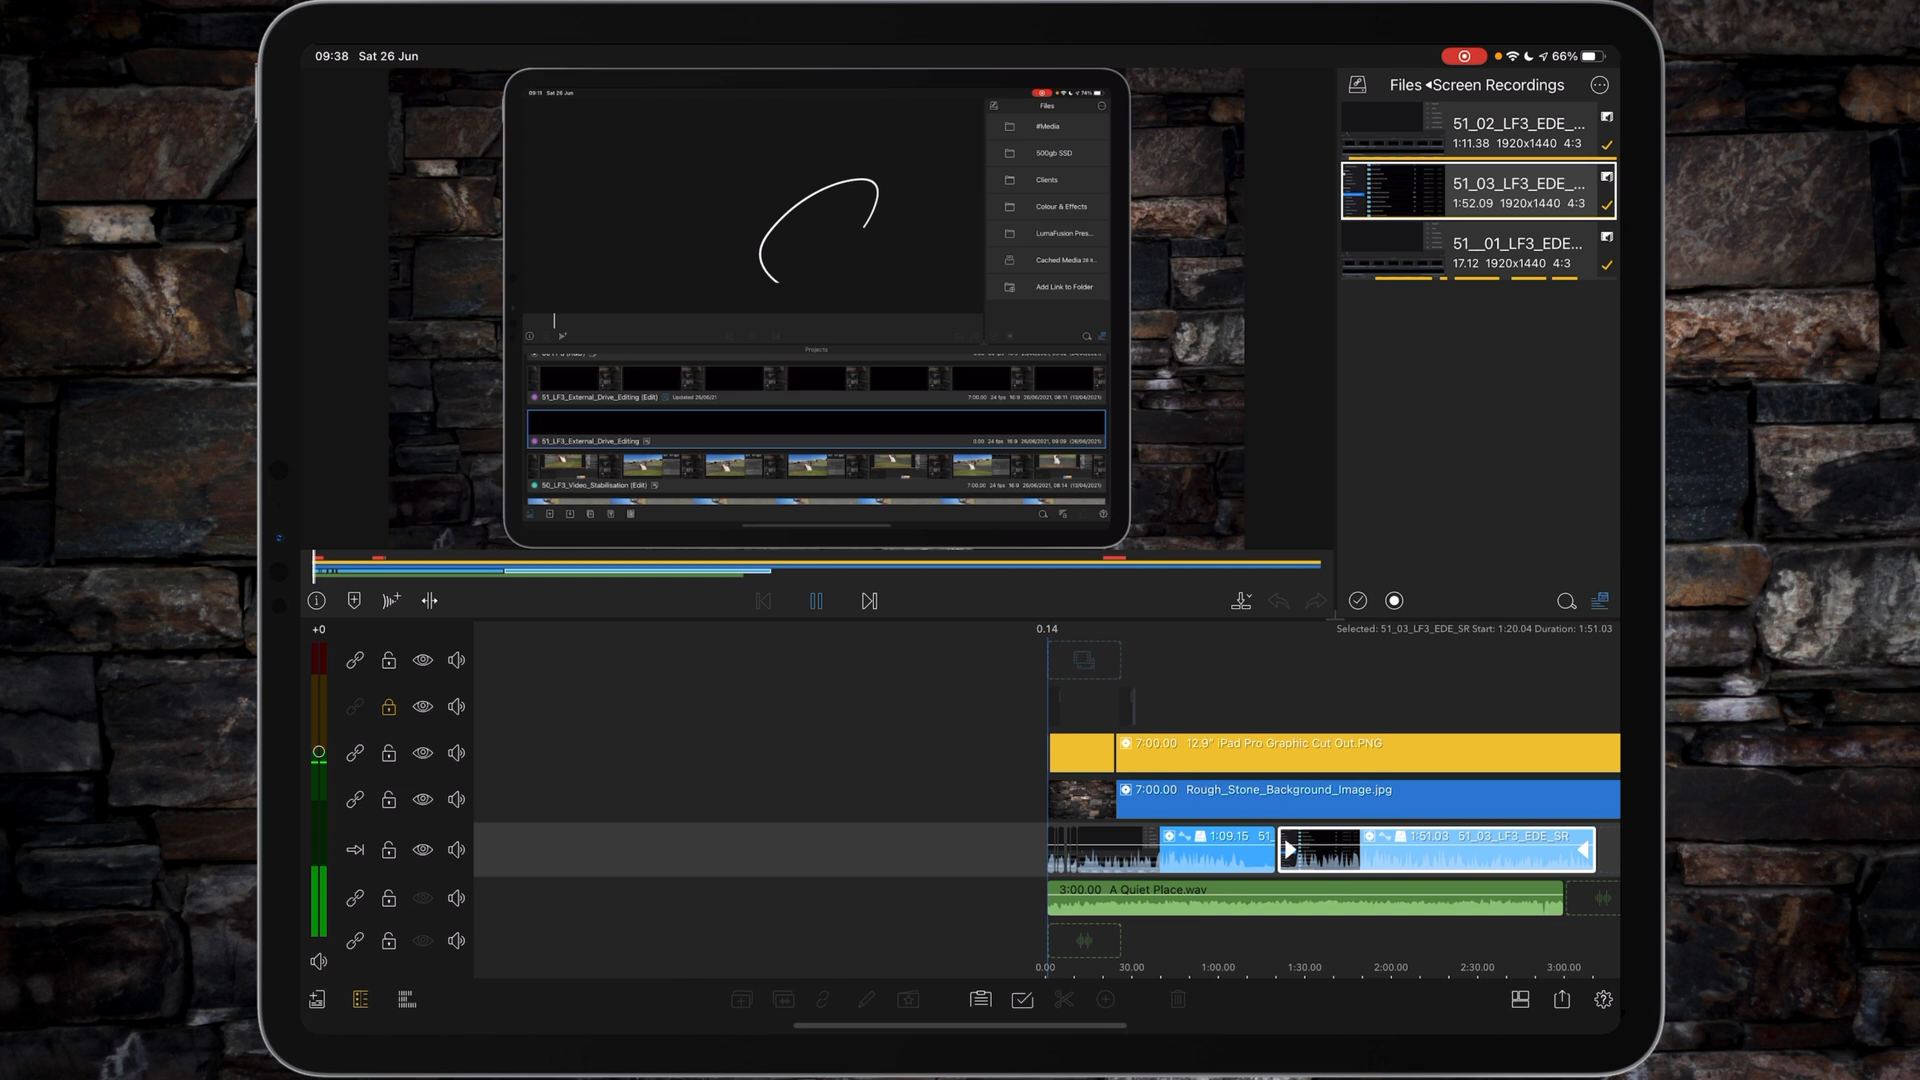 09:38 Sat 26 Jun
66%
09:11 Sat 26 Jun
74%
Files
#Media
500gb SSD
Clients
Colour & Effects
LumaFusion Pres...
Cached Media
Add Link to Folder
Projects
51_LF3_External_Drive_Editing (Edit) Updated 26/06/21
7:00.00 24 fps 16:9 26/06/2021, 08:11 (13/04/2021)
51_LF3_External_Drive_Editing
0.00 24 fps 16:9 26/06/2021, 09:09 (26/06/2021)
50_LF3_Video_Stabilisation (Edit)
7:00.00 24 fps 16:9 26/06/2021, 08:14 (13/04/2021)
Files Screen Recordings
51_02_LF3_EDE_...
1:11.38 1920x1440 4:3
51_03_LF3_EDE_...
1:52.09 1920x1440 4:3
51__01_LF3_EDE...
17.12 1920x1440 4:3
+0
0.14
Selected: 51_03_LF3_EDE_SR Start: 1:20.04 Duration: 1:51.03
7:00.00 12.9" iPad Pro Graphic Cut Out.PNG
7:00.00 Rough_Stone_Background_Image.jpg
1:09.15 51_
1:51.03 51_03_LF3_EDE_SR
3:00.00 A Quiet Place.wav
0.00 30.00 1:00.00 1:30.00 2:00.00 2:30.00 3:00.00